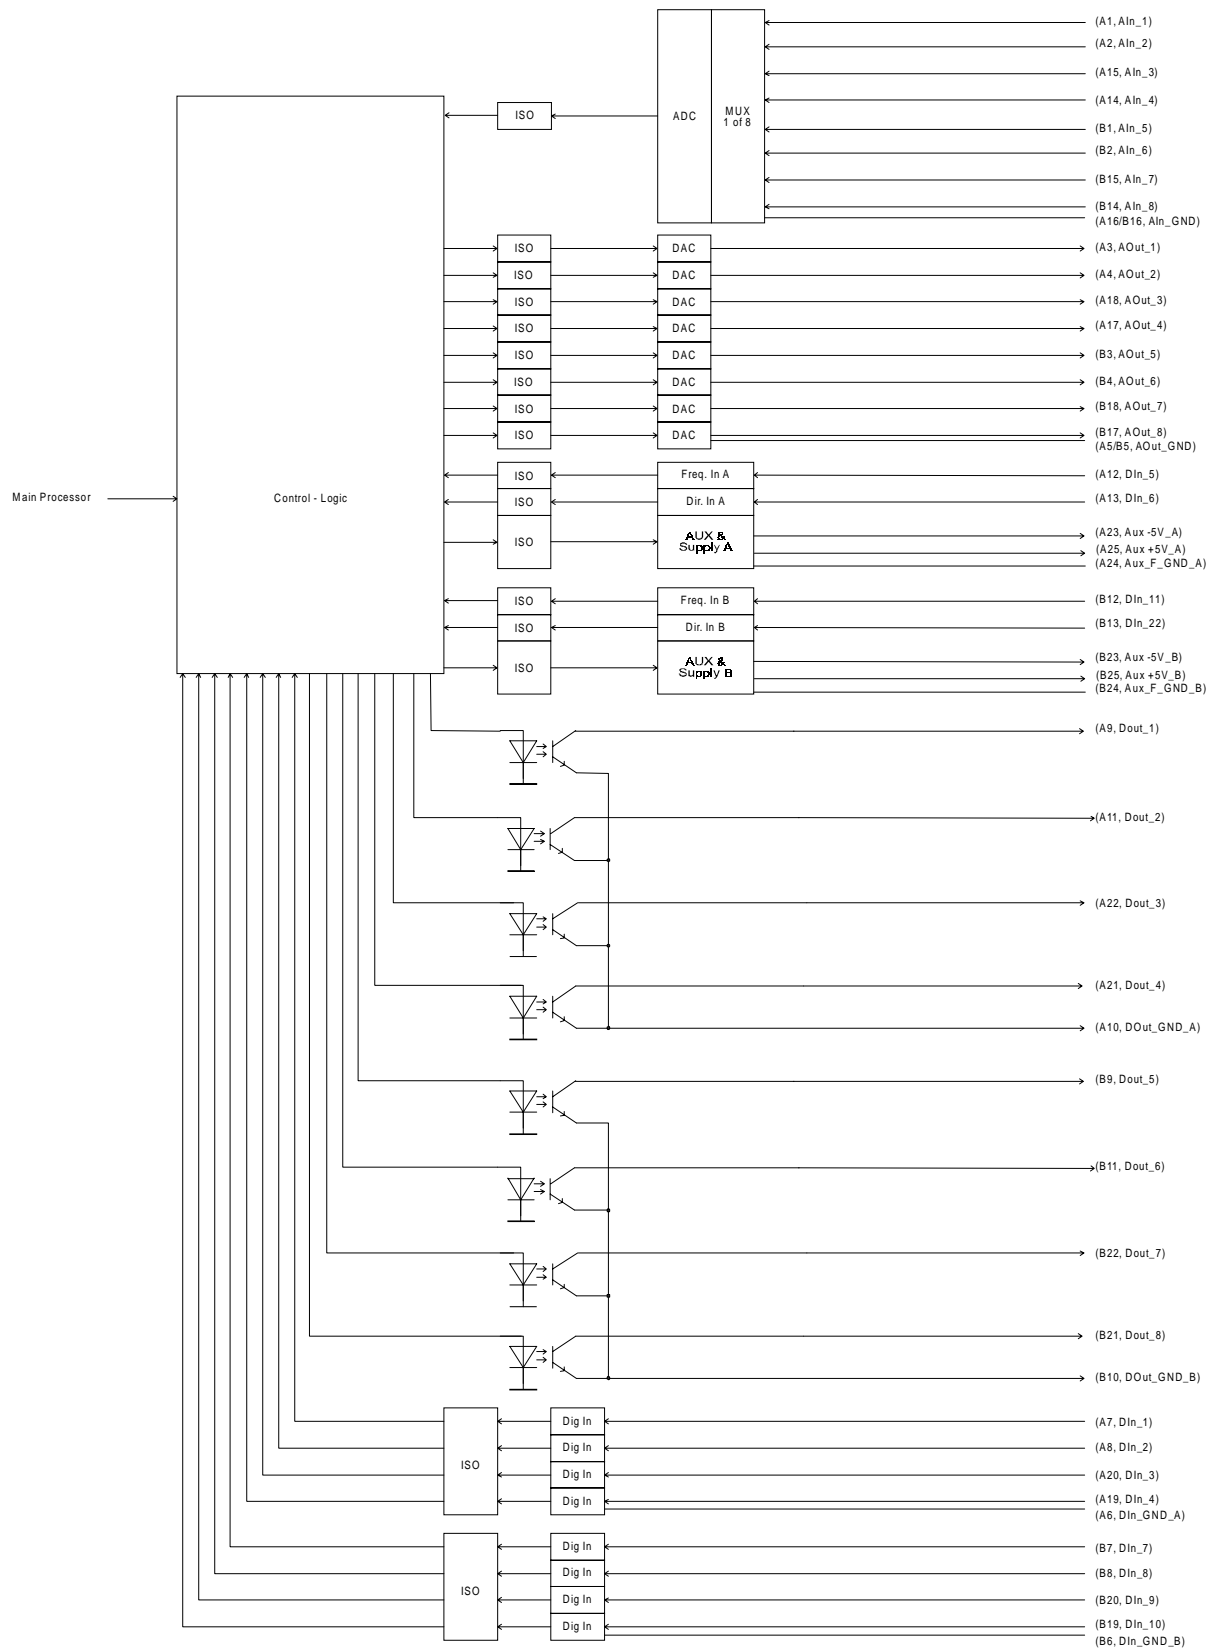 (A1, AIn_1)
(A2, AIn_2)
(A15, AIn_3)
(A14, AIn_4)
(B1, AIn_5)
(B2, AIn_6)
(B15, AIn_7)
(B14, AIn_8)
(A16/B16, AIn_GND)
ISO
ADC
MUX
1 of 8
ISO DAC (A3, AOut_1)
ISO DAC (A4, AOut_2)
ISO DAC (A18, AOut_3)
ISO DAC (A17, AOut_4)
ISO DAC (B3, AOut_5)
ISO DAC (B4, AOut_6)
ISO DAC (B18, AOut_7)
ISO DAC (B17, AOut_8)
(A5/B5, AOut_GND)
Main Processor
Control - Logic
ISO Freq. In A (A12, DIn_5)
ISO Dir. In A (A13, DIn_6)
ISO
AUX &
Supply A
(A23, Aux -5V_A)
(A25, Aux +5V_A)
(A24, Aux_F_GND_A)
ISO Freq. In B (B12, DIn_11)
ISO Dir. In B (B13, DIn_22)
ISO
AUX &
Supply B
(B23, Aux -5V_B)
(B25, Aux +5V_B)
(B24, Aux_F_GND_B)
(A9, Dout_1)
(A11, Dout_2)
(A22, Dout_3)
(A21, Dout_4)
(A10, DOut_GND_A)
(B9, Dout_5)
(B11, Dout_6)
(B22, Dout_7)
(B21, Dout_8)
(B10, DOut_GND_B)
ISO
Dig In (A7, DIn_1)
Dig In (A8, DIn_2)
Dig In (A20, DIn_3)
Dig In (A19, DIn_4)
(A6, DIn_GND_A)
ISO
Dig In (B7, DIn_7)
Dig In (B8, DIn_8)
Dig In (B20, DIn_9)
Dig In (B19, DIn_10)
(B6, DIn_GND_B)